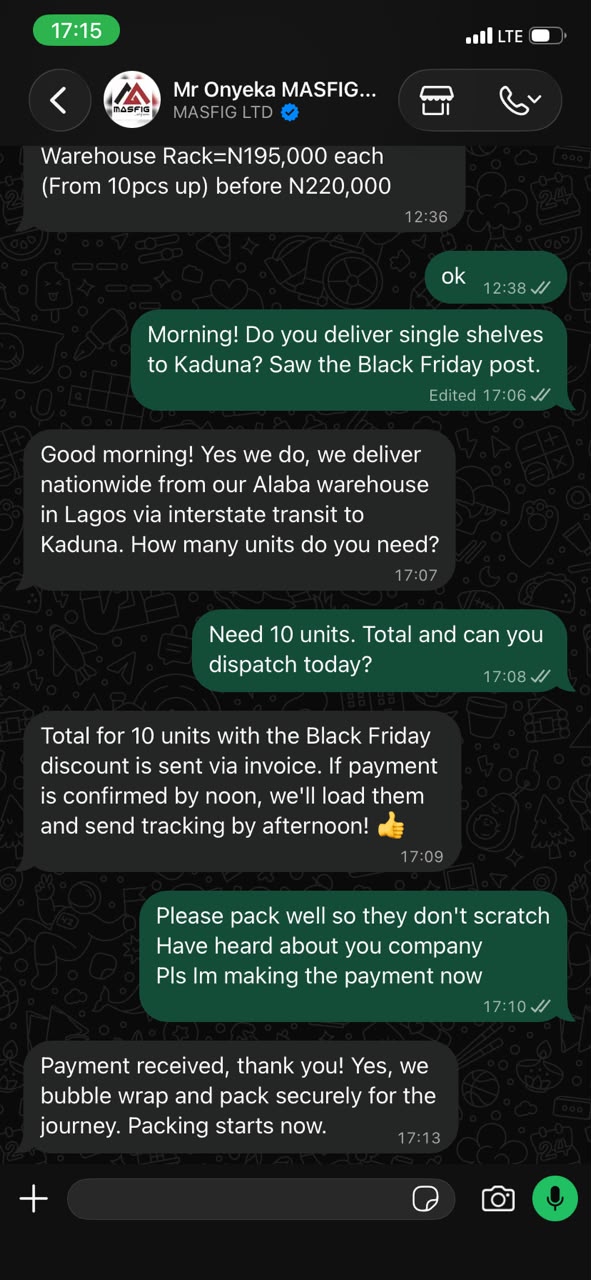 17:15
LTE
Mr Onyeka MASFIG...
MASFIG LTD
MASFIG
Warehouse Rack=N195,000 each
(From 10pcs up) before N220,000
12:36
ok
12:38
Morning! Do you deliver single shelves
to Kaduna? Saw the Black Friday post.
Edited 17:06
Good morning! Yes we do, we deliver
nationwide from our Alaba warehouse
in Lagos via interstate transit to
Kaduna. How many units do you need?
17:07
Need 10 units. Total and can you
dispatch today?
17:08
Total for 10 units with the Black Friday
discount is sent via invoice. If payment
is confirmed by noon, we'll load them
and send tracking by afternoon! 👍
17:09
Please pack well so they don't scratch
Have heard about you company
Pls Im making the payment now
17:10
Payment received, thank you! Yes, we
bubble wrap and pack securely for the
journey. Packing starts now.
17:13